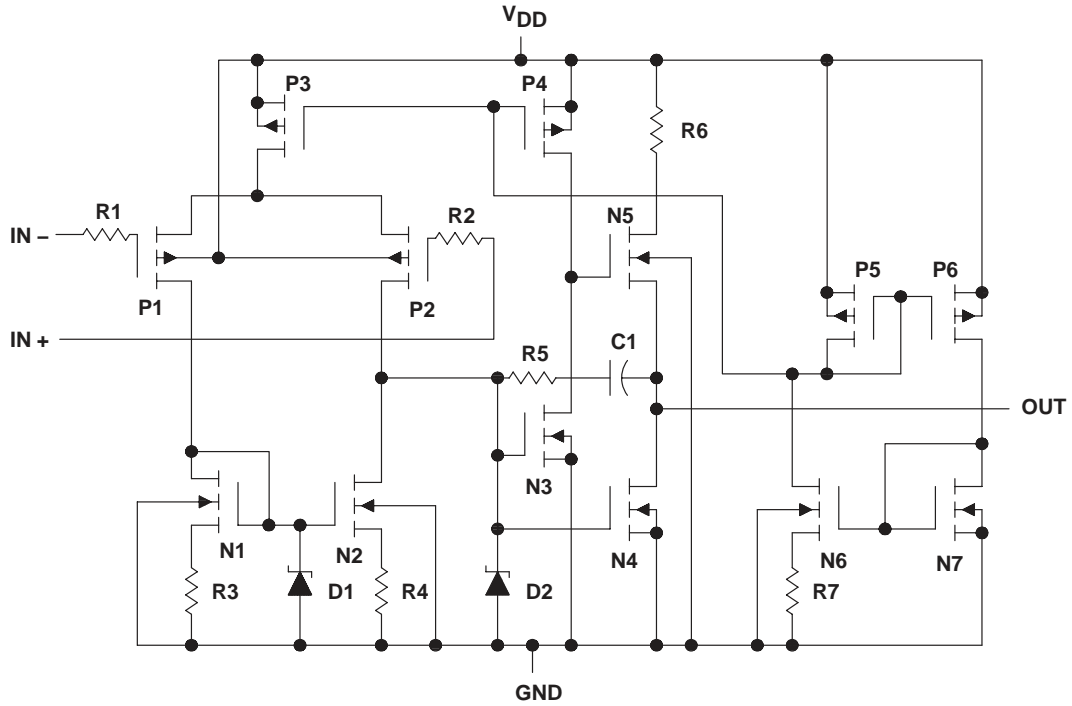 VDD
P3
P4
R6
R1
R2
N5
IN –
P5
P6
P1
P2
IN +
R5
C1
OUT
N3
N1
N2
N4
N6
N7
R3
D1
R4
D2
R7
GND